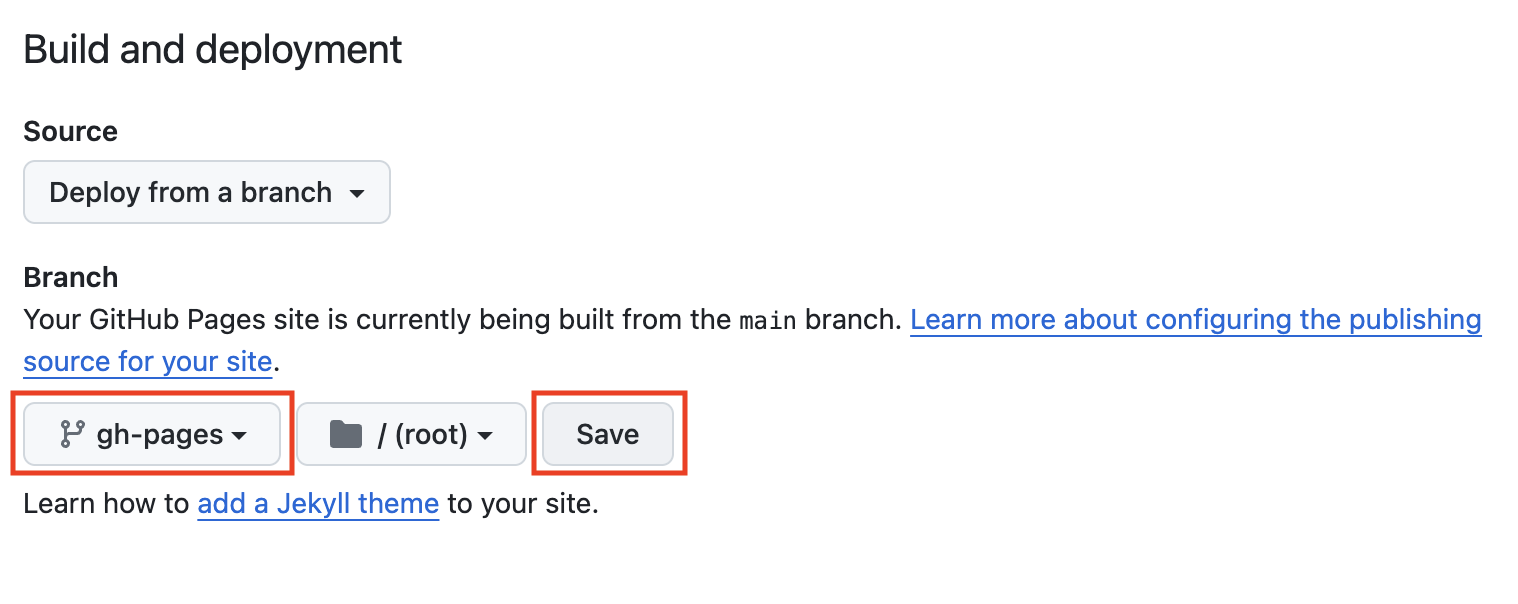 Build and deployment
Source
Deploy from a branch
Branch
Your GitHub Pages site is currently being built from the main branch. Learn more about configuring the publishing
source for your site.
gh-pages / (root) Save
Learn how to add a Jekyll theme to your site.